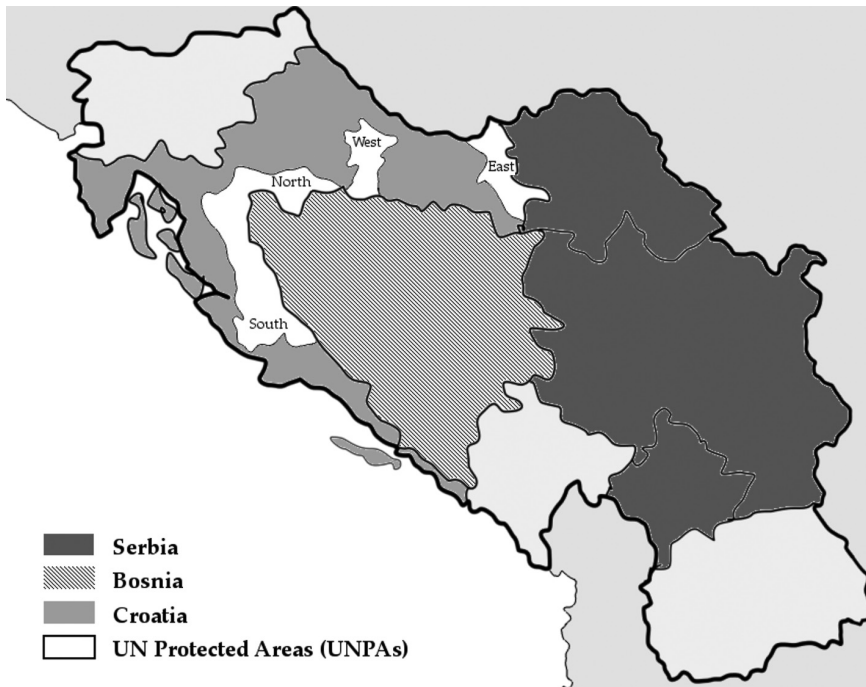 West
East
North
South
Serbia
Bosnia
Croatia
UN Protected Areas (UNPAs)